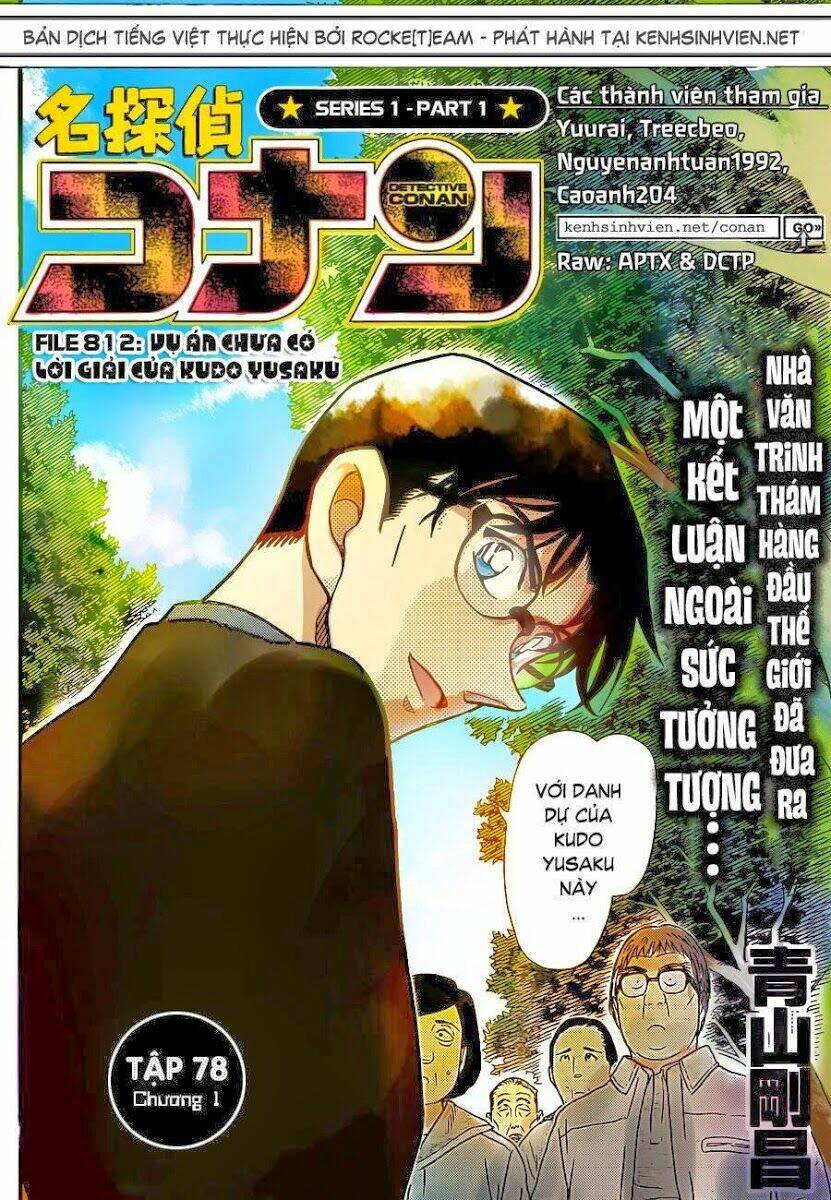 BẢN DỊCH TIẾNG VIỆT THỰC HIỆN BỞI ROCKE[T]EAM - PHÁT HÀNH TẠI KENHSINHVIEN.NET
★ SERIES 1 - PART 1 ★
名探偵
コナン
DETECTIVE
CONAN
Các thành viên tham gia
Yuurai, Treecbeo,
Nguyenanhtuan1992,
Caoanh204
kenhsinhvien.net/conan
GO»
Raw: APTX & DCTP
FILE 812: VỤ ÁN CHƯA CÓ
LỜI GIẢI CỦA KUDO YUSAKU
NHÀ
VĂN
TRINH
THÁM
HÀNG
ĐẦU
THẾ
GIỚI
ĐÃ
ĐƯA
RA
MỘT
KẾT
LUẬN
NGOÀI
SỨC
TƯỞNG
TƯỢNG...
VỚI DANH
DỰ CỦA
KUDO
YUSAKU
NÀY
...
青山剛昌
TẬP 78
Chương 1